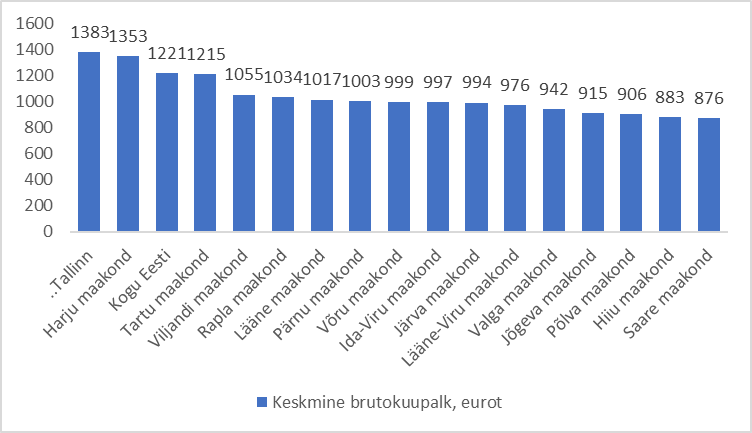 1600
1400
1200
1000
800
600
400
200
0
1383 1353 1221 1215 1055 1034 1017 1003 999 997 994 976 942 915 906 883 876
..Tallinn
Harju maakond
Kogu Eesti
Tartu maakond
Viljandi maakond
Rapla maakond
Lääne maakond
Pärnu maakond
Võru maakond
Ida-Viru maakond
Järva maakond
Lääne-Viru maakond
Valga maakond
Jõgeva maakond
Põlva maakond
Hiiu maakond
Saare maakond
Keskmine brutokuupalk, eurot